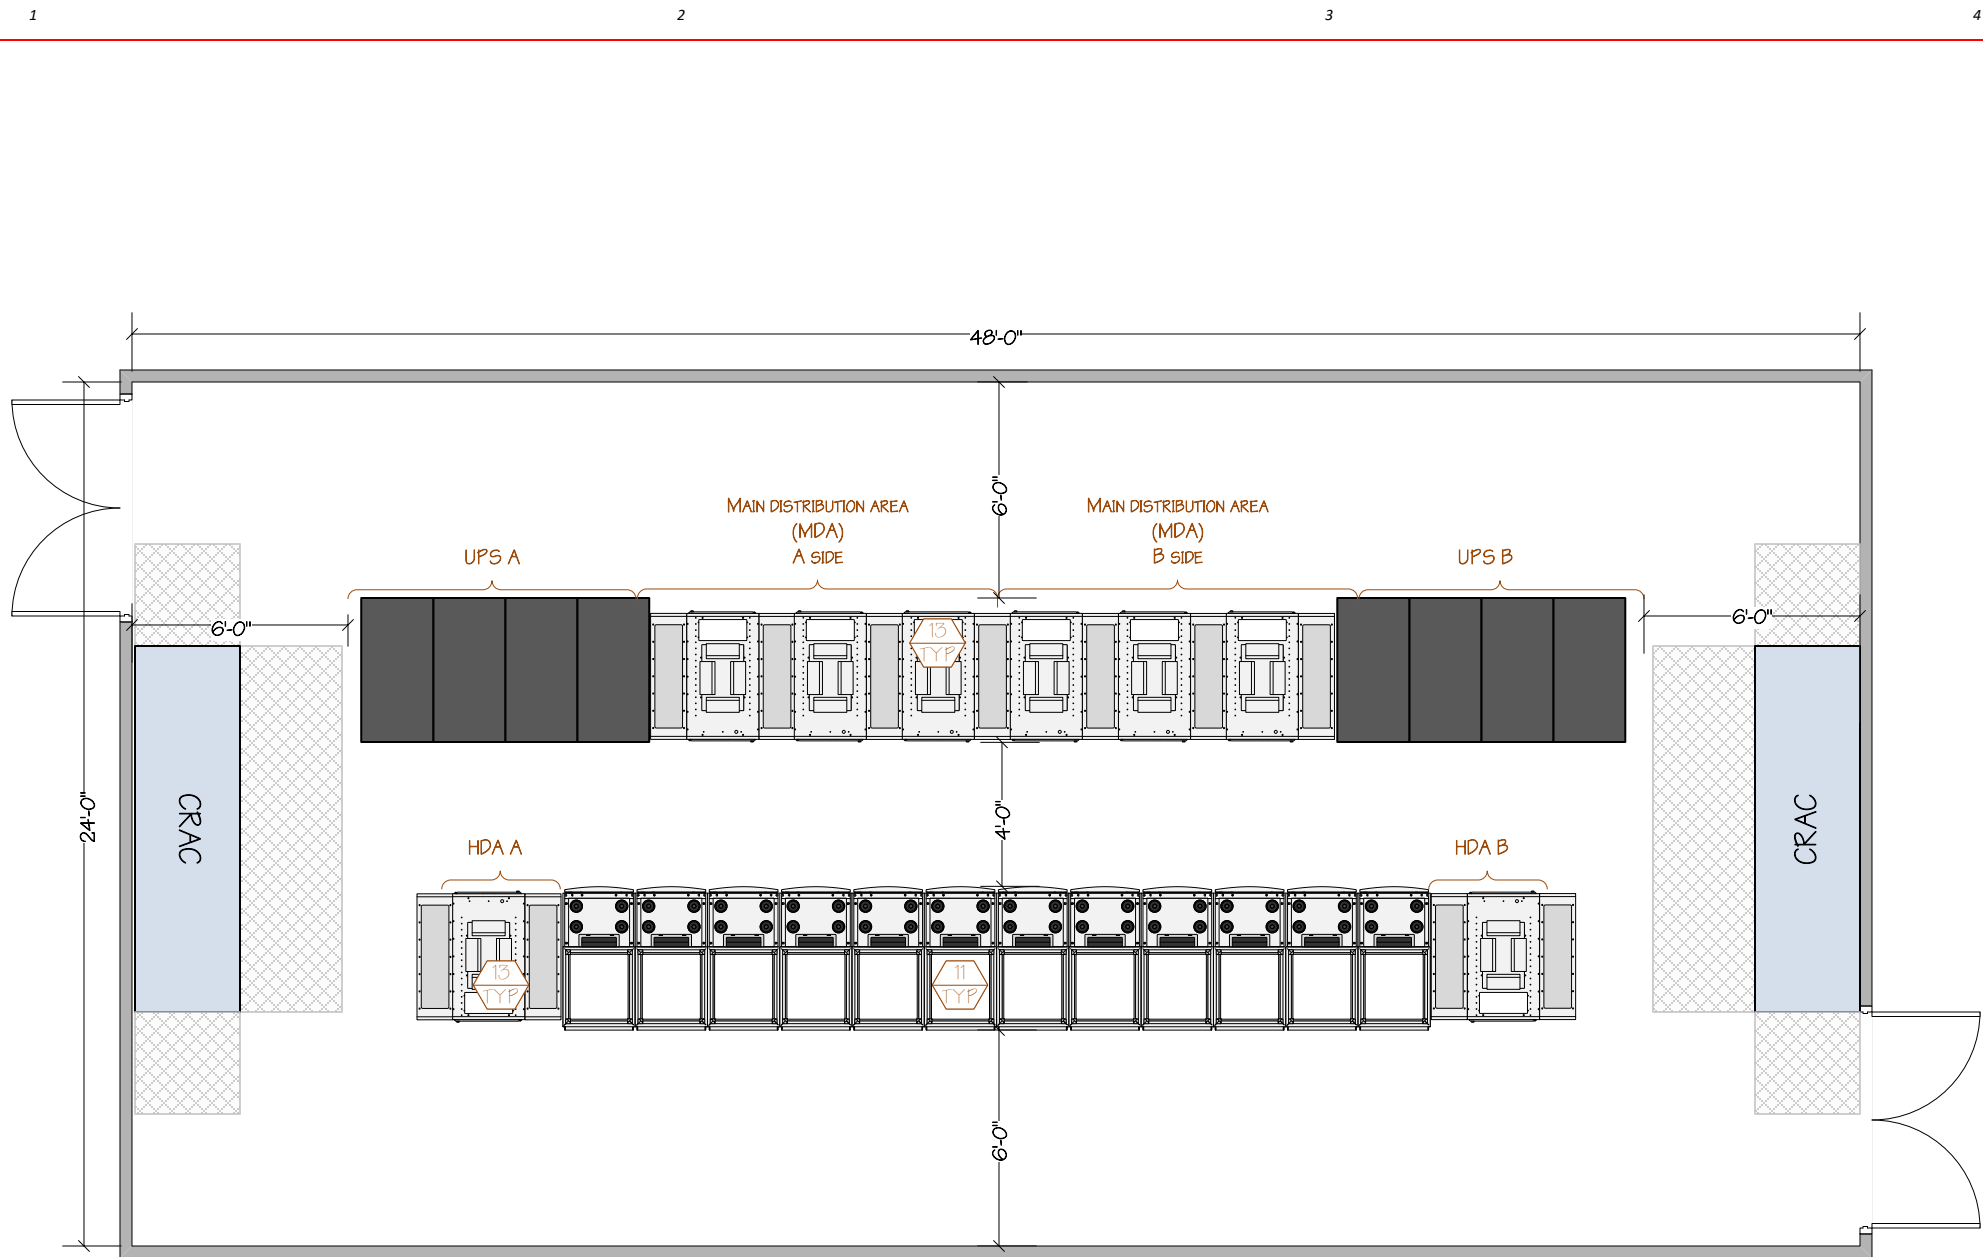 1
2
3
4
48'-0"
6'-0"
MAIN DISTRIBUTION AREA
(MDA)
A SIDE
MAIN DISTRIBUTION AREA
(MDA)
B SIDE
UPS A
UPS B
6'-0"
6'-0"
13
TYP
24'-0"
CRAC
4'-0"
CRAC
HDA A
HDA B
13
TYP
11
TYP
6'-0"